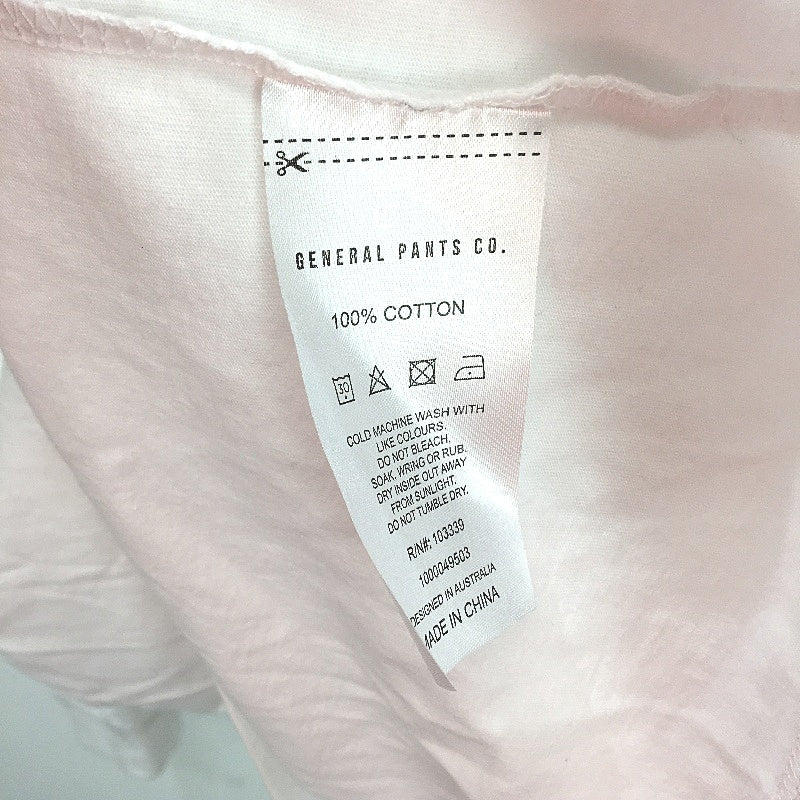 GENERAL PANTS CO.
100% COTTON
30
COLD MACHINE WASH WITH
LIKE COLOURS.
DO NOT BLEACH,
SOAK, WRING OR RUB.
DRY INSIDE OUT AWAY
FROM SUNLIGHT.
DO NOT TUMBLE DRY.
R/N#: 103339
1000049503
DESIGNED IN AUSTRALIA
MADE IN CHINA